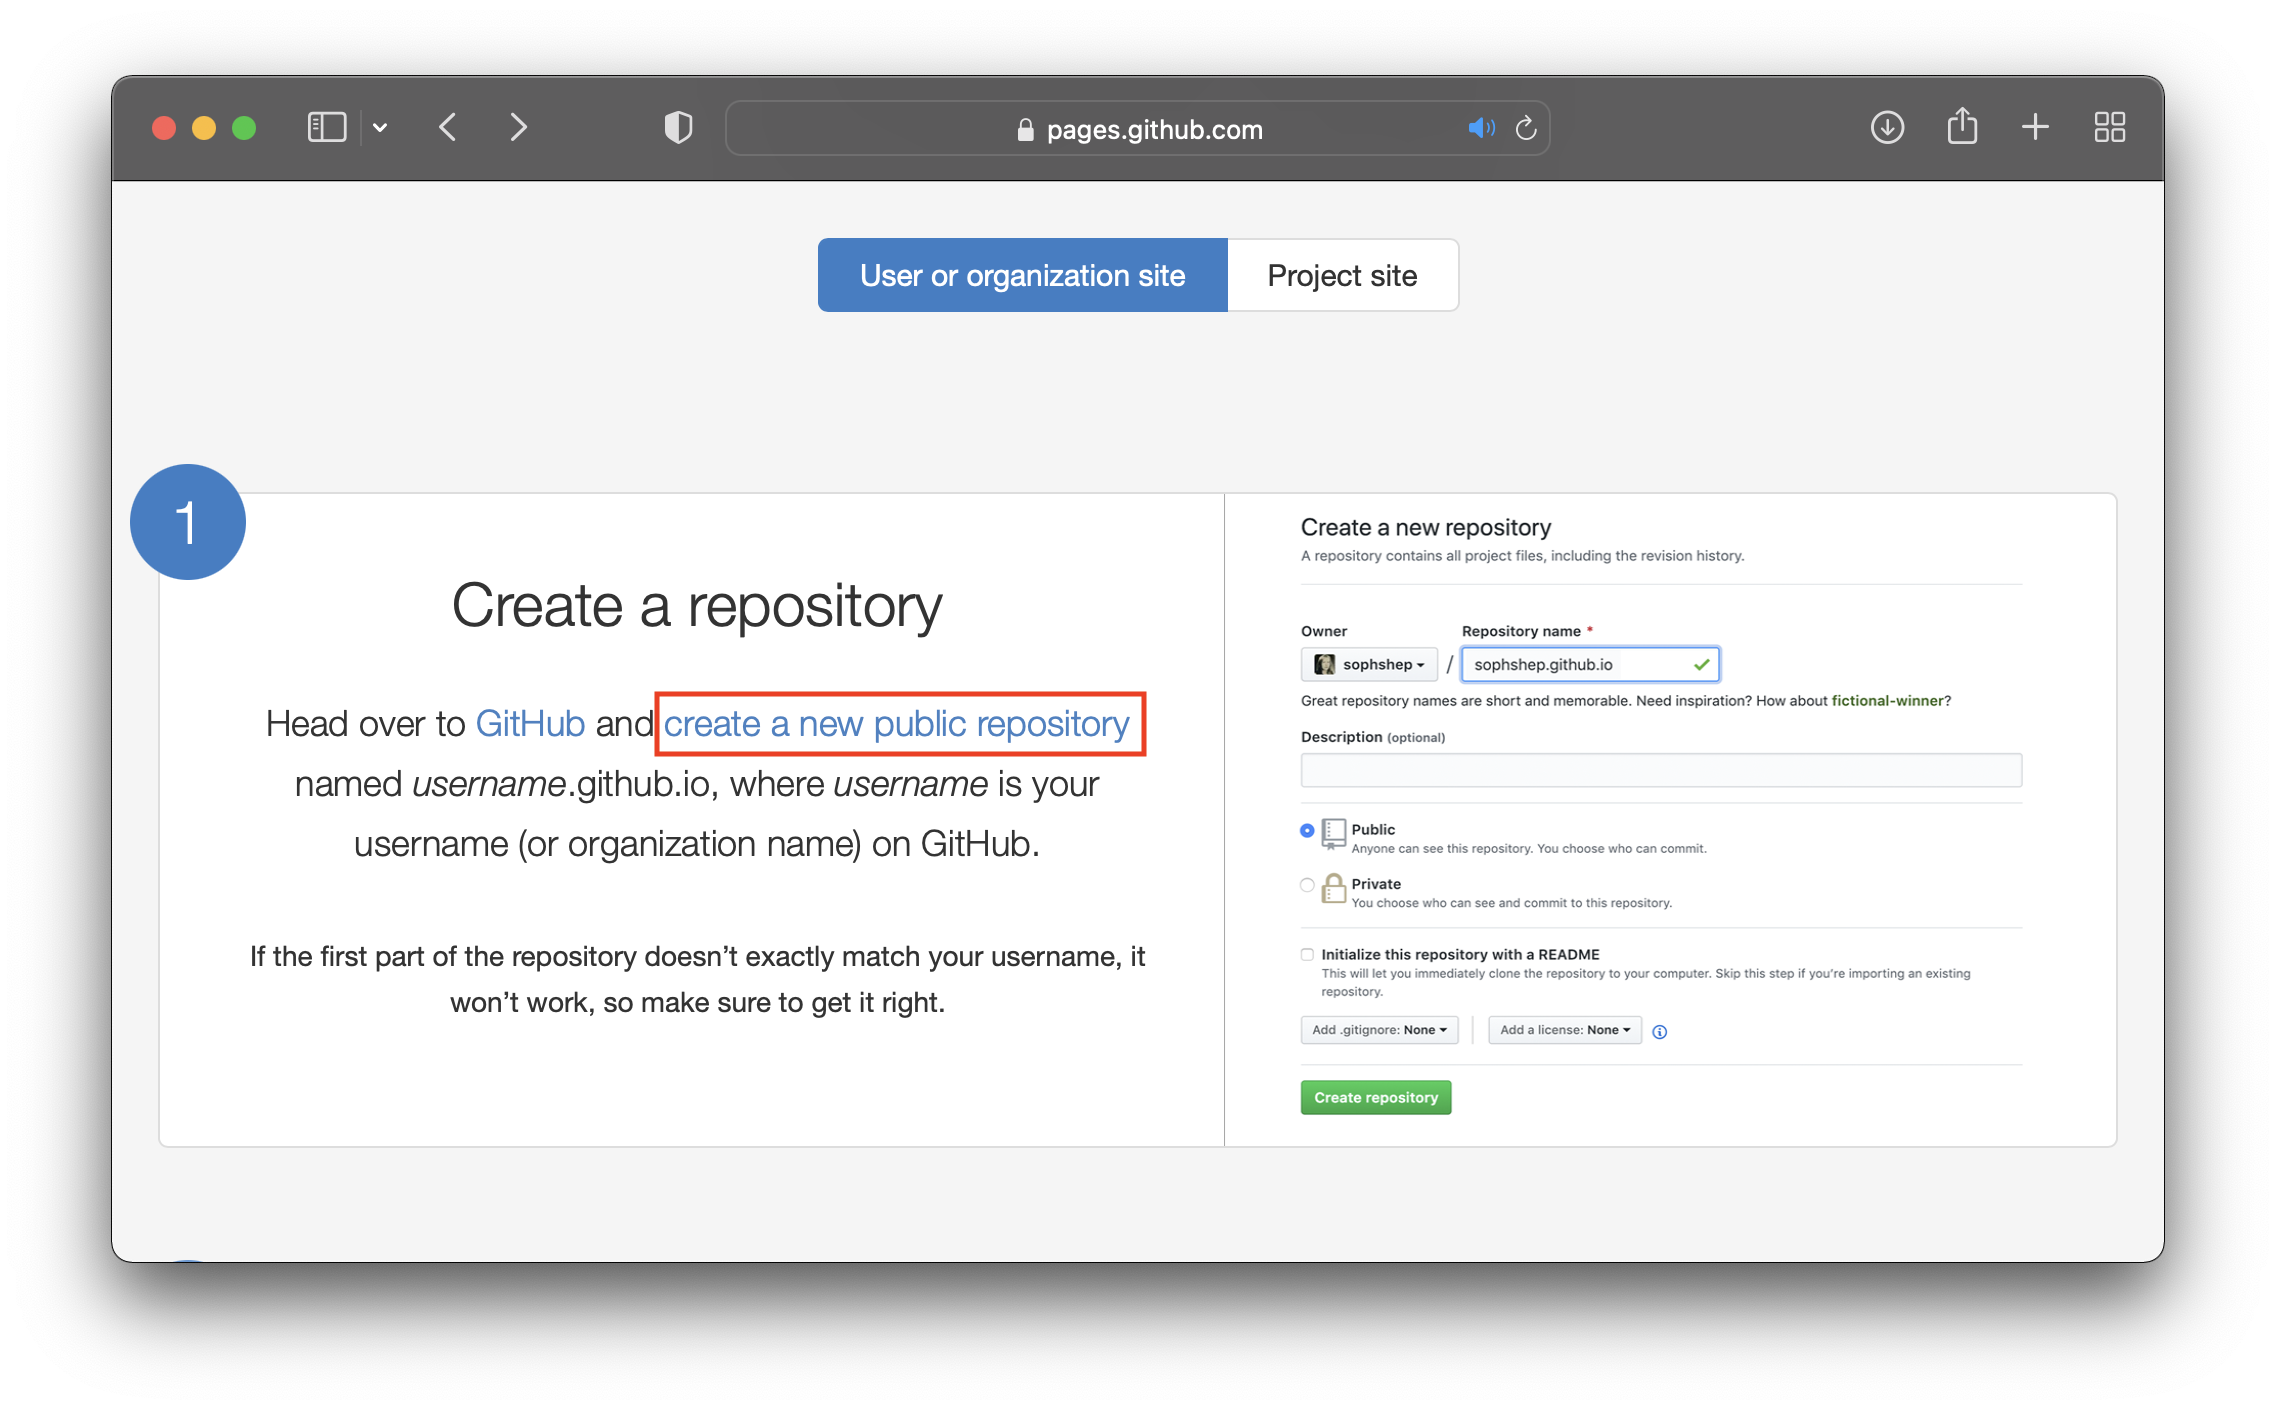 pages.github.com
User or organization site
Project site
1
Create a repository
Head over to GitHub and create a new public repository
named username.github.io, where username is your
username (or organization name) on GitHub.
If the first part of the repository doesn’t exactly match your username, it
won’t work, so make sure to get it right.
Create a new repository
A repository contains all project files, including the revision history.
Owner
Repository name *
sophshep / sophshep.github.io
Great repository names are short and memorable. Need inspiration? How about fictional-winner?
Description (optional)
Public
Anyone can see this repository. You choose who can commit.
Private
You choose who can see and commit to this repository.
Initialize this repository with a README
This will let you immediately clone the repository to your computer. Skip this step if you’re importing an existing
repository.
Add .gitignore: None
Add a license: None
Create repository